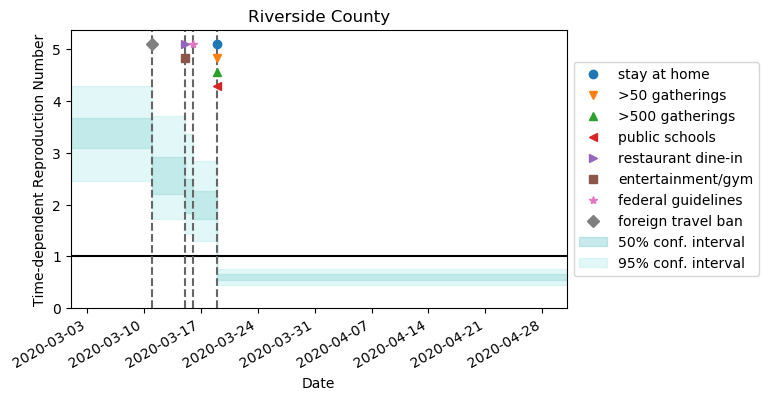 Riverside County
Time-dependent Reproduction Number
5
4
3
2
1
0
2020-03-03
2020-03-10
2020-03-17
2020-03-24
2020-03-31
2020-04-07
2020-04-14
2020-04-21
2020-04-28
Date
stay at home
>50 gatherings
>500 gatherings
public schools
restaurant dine-in
entertainment/gym
federal guidelines
foreign travel ban
50% conf. interval
95% conf. interval